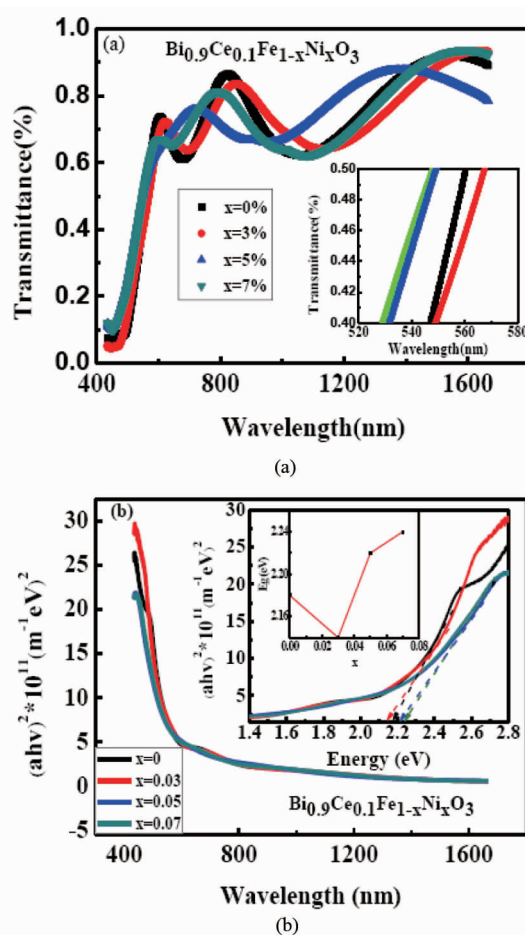 (a)
Bi0.9Ce0.1Fe1-xNixO3
Transmittance(%)
1.0
0.8
0.6
0.4
0.2
0.0
x=0%
x=3%
x=5%
x=7%
Transmittance(%)
0.50
0.48
0.46
0.44
0.42
0.40
520 540 560 580
Wavelength(nm)
400 800 1200 1600
Wavelength(nm)
(a)
(b)
(ahv)2*1011(m-1eV)2
30
25
20
15
10
5
0
-5
x=0
x=0.03
x=0.05
x=0.07
(ahv)2*1011(m-1eV)2
30
25
20
15
10
5
Eg(eV)
2.24
2.20
2.16
0.00 0.02 0.04 0.06 0.08
x
1.4 1.6 1.8 2.0 2.2 2.4 2.6 2.8
Energy (eV)
Bi0.9Ce0.1Fe1-xNixO3
400 800 1200 1600
Wavelength (nm)
(b)